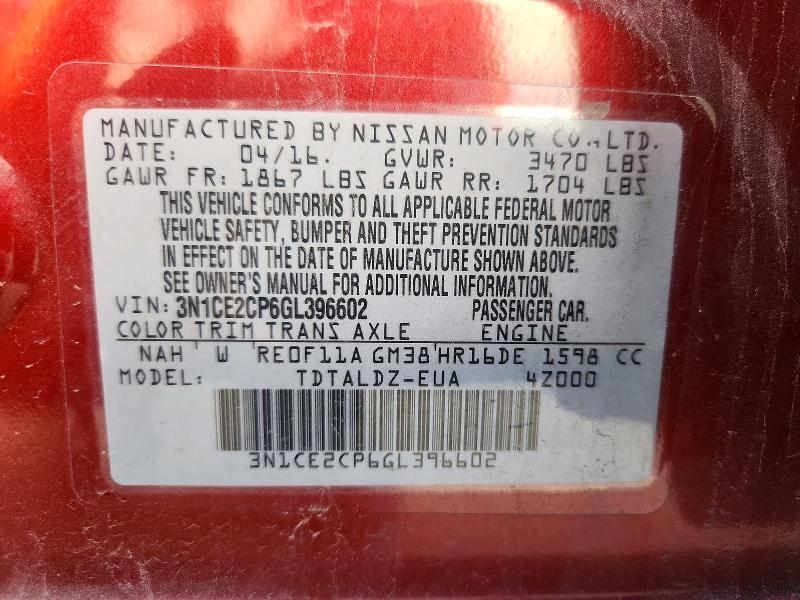 MANUFACTURED BY NISSAN MOTOR CO., LTD.
DATE: 04/16. GVWR: 3470 LBS
GAWR FR: 1867 LBS GAWR RR: 1704 LBS
THIS VEHICLE CONFORMS TO ALL APPLICABLE FEDERAL MOTOR
VEHICLE SAFETY, BUMPER AND THEFT PREVENTION STANDARDS
IN EFFECT ON THE DATE OF MANUFACTURE SHOWN ABOVE.
SEE OWNER'S MANUAL FOR ADDITIONAL INFORMATION.
VIN: 3N1CE2CP6GL396602 PASSENGER CAR.
COLOR TRIM TRANS AXLE ENGINE
NAH W RE0F11A GM38 HR16DE 1598 CC
MODEL: TDTALDZ-EUA 4Z000
3N1CE2CP6GL396602